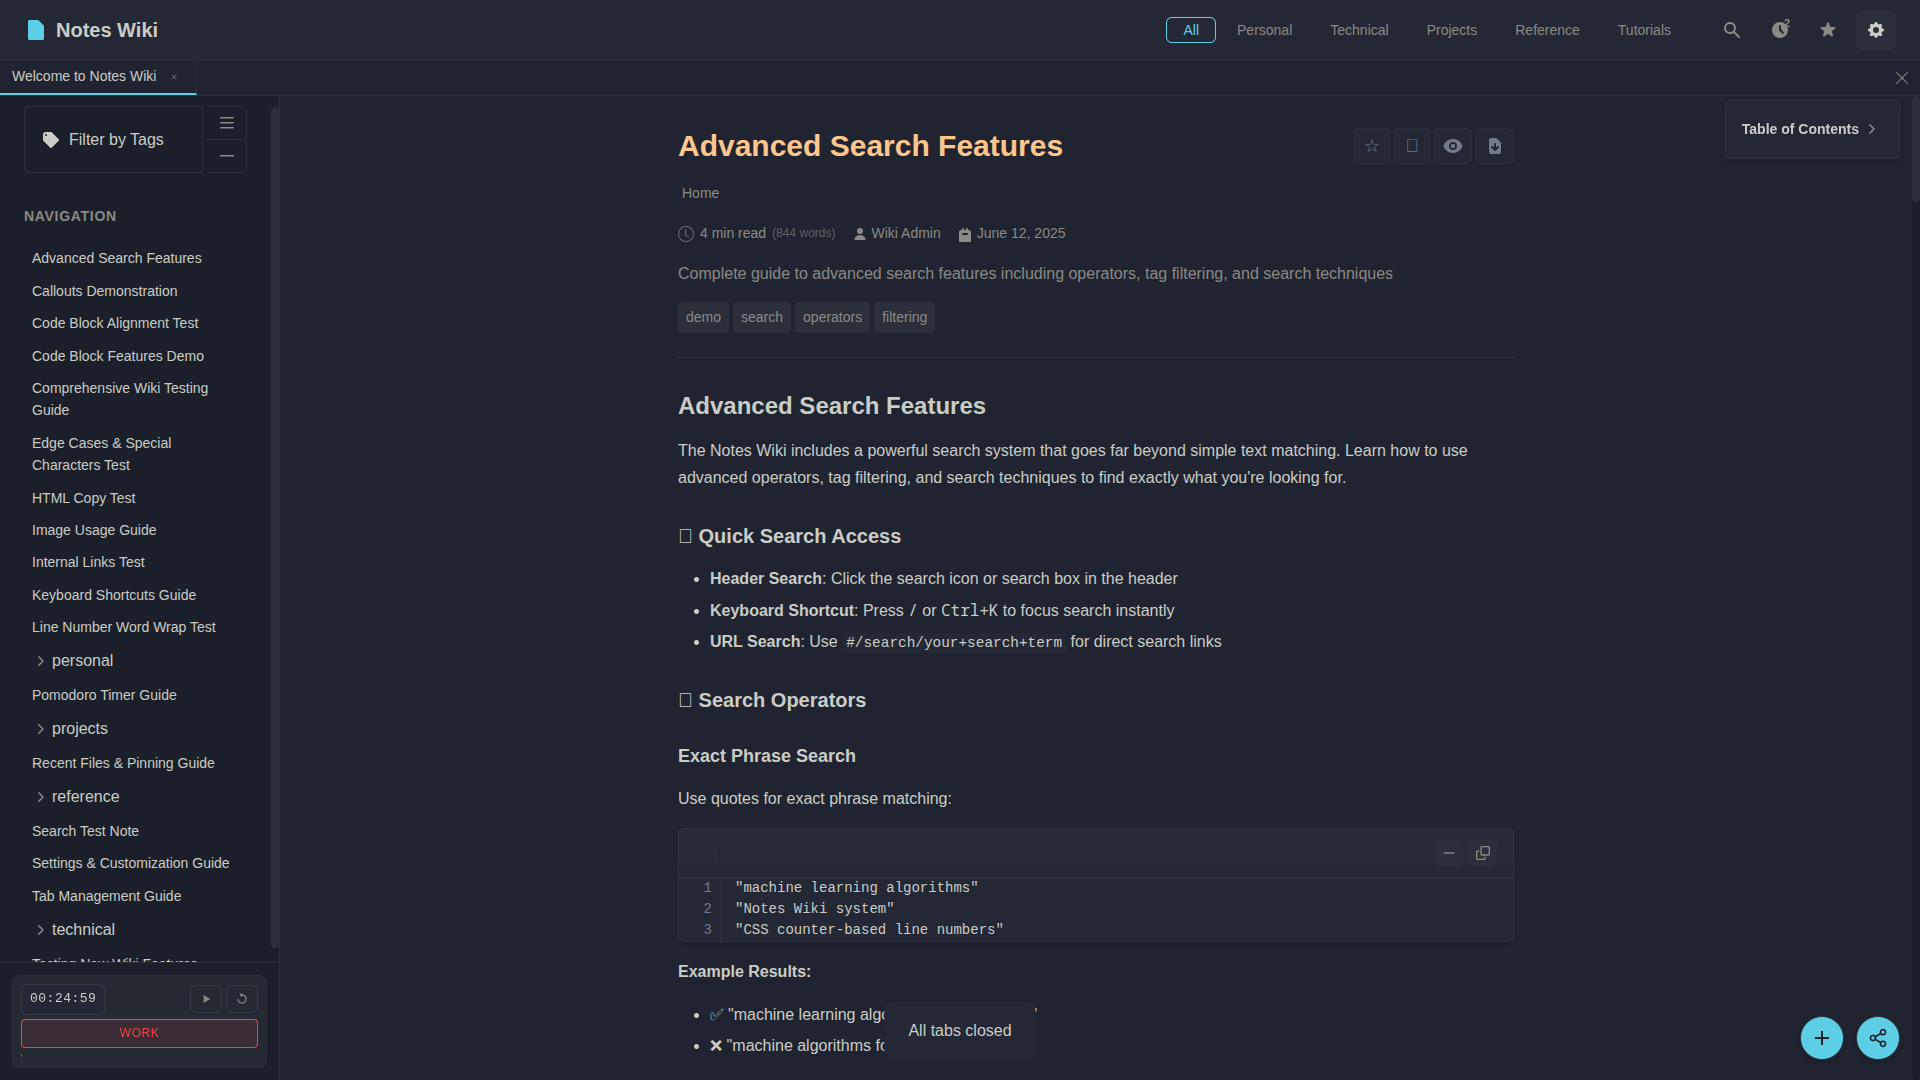 Notes Wiki
All
Personal
Technical
Projects
Reference
Tutorials
2
Welcome to Notes Wiki ×
Filter by Tags
NAVIGATION
Advanced Search Features
Callouts Demonstration
Code Block Alignment Test
Code Block Features Demo
Comprehensive Wiki Testing
Guide
Edge Cases & Special
Characters Test
HTML Copy Test
Image Usage Guide
Internal Links Test
Keyboard Shortcuts Guide
Line Number Word Wrap Test
personal
Pomodoro Timer Guide
projects
Recent Files & Pinning Guide
reference
Search Test Note
Settings & Customization Guide
Tab Management Guide
technical
Testing New Wiki Features
00:24:59
WORK
Advanced Search Features
Home
4 min read (844 words) Wiki Admin June 12, 2025
Complete guide to advanced search features including operators, tag filtering, and search techniques
demo search operators filtering
Advanced Search Features
The Notes Wiki includes a powerful search system that goes far beyond simple text matching. Learn how to use
advanced operators, tag filtering, and search techniques to find exactly what you're looking for.
Quick Search Access
• Header Search: Click the search icon or search box in the header
• Keyboard Shortcut: Press / or Ctrl+K to focus search instantly
• URL Search: Use #/search/your+search+term for direct search links
Search Operators
Exact Phrase Search
Use quotes for exact phrase matching:
1 "machine learning algorithms"
2 "Notes Wiki system"
3 "CSS counter-based line numbers"
Example Results:
• ✅ "machine learning algo
• ❌ "machine algorithms fo
All tabs closed
Table of Contents